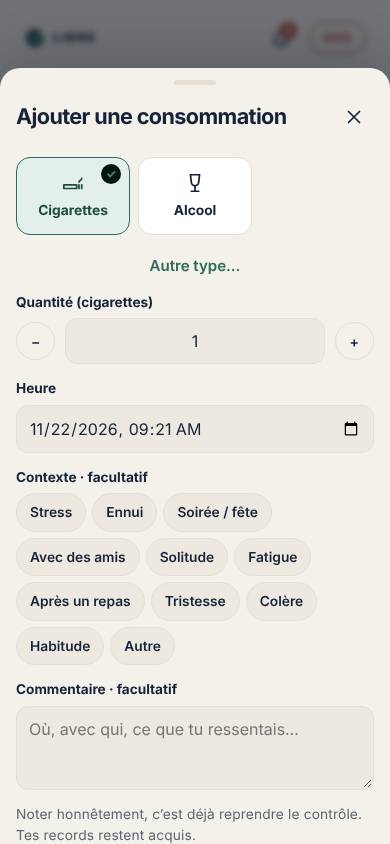 LIBRE
SOS
Ajouter une consommation
Cigarettes
Alcool
Autre type...
Quantité (cigarettes)
− 1 +
Heure
11/22/2026, 09:21 AM
Contexte · facultatif
Stress Ennui Soirée / fête
Avec des amis Solitude Fatigue
Après un repas Tristesse Colère
Habitude Autre
Commentaire · facultatif
Où, avec qui, ce que tu ressentais...
Noter honnêtement, c’est déjà reprendre le contrôle.
Tes records restent acquis.